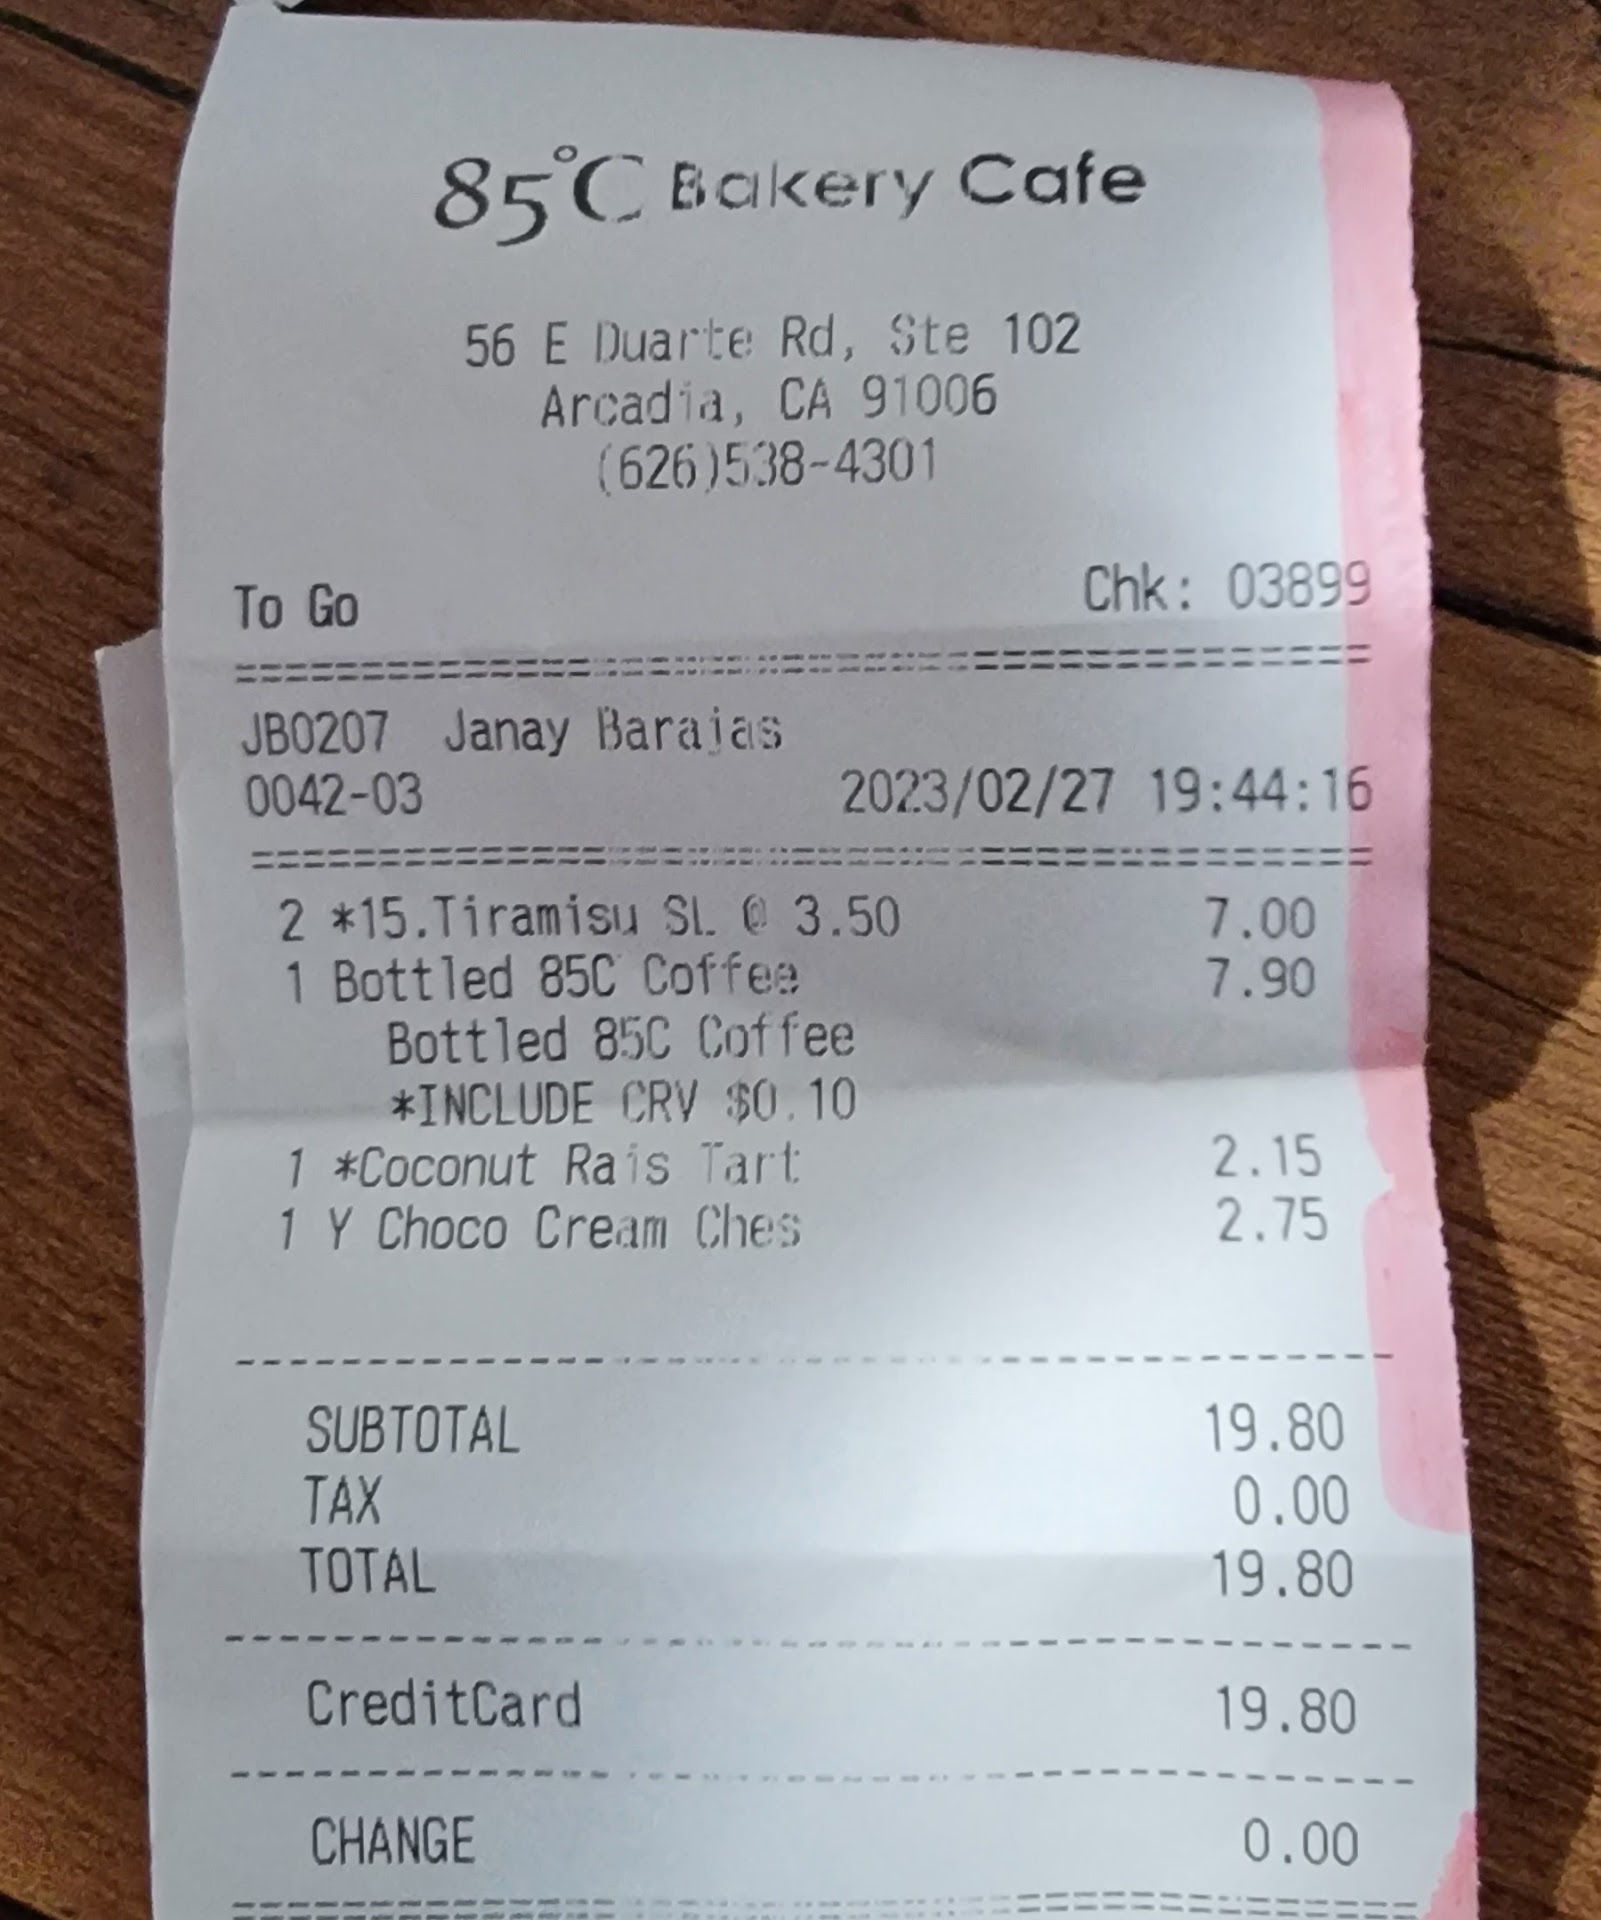 85°C Bakery Cafe
56 E Duarte Rd, Ste 102
Arcadia, CA 91006
(626)538-4301
To Go Chk: 03899
JB0207 Janay Barajas
0042-03 2023/02/27 19:44:16
2 *15.Tiramisu SL @ 3.50 7.00
1 Bottled 85C Coffee 7.90
Bottled 85C Coffee
*INCLUDE CRV $0.10
1 *Coconut Rais Tart 2.15
1 Y Choco Cream Ches 2.75
SUBTOTAL 19.80
TAX 0.00
TOTAL 19.80
CreditCard 19.80
CHANGE 0.00